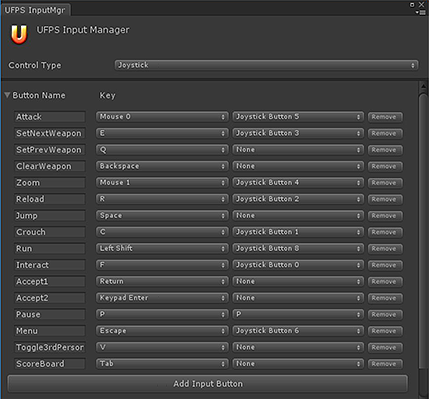 UFPS InputMgr
U UFPS Input Manager
Control Type Joystick
Button Name Key
Attack Mouse 0 Joystick Button 5 Remove
SetNextWeapon E Joystick Button 3 Remove
SetPrevWeapon Q None Remove
ClearWeapon Backspace None Remove
Zoom Mouse 1 Joystick Button 4 Remove
Reload R Joystick Button 2 Remove
Jump Space None Remove
Crouch C Joystick Button 1 Remove
Run Left Shift Joystick Button 8 Remove
Interact F Joystick Button 0 Remove
Accept1 Return None Remove
Accept2 Keypad Enter None Remove
Pause P P Remove
Menu Escape Joystick Button 6 Remove
Toggle3rdPerson V None Remove
ScoreBoard Tab None Remove
Add Input Button